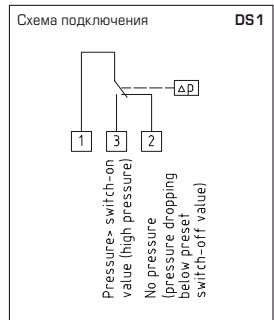 Схема подключения DS1
Δp
1 3 2
Pressure> switch-on
value (high pressure)
No pressure
(pressure dropping
below preset
switch-off value)